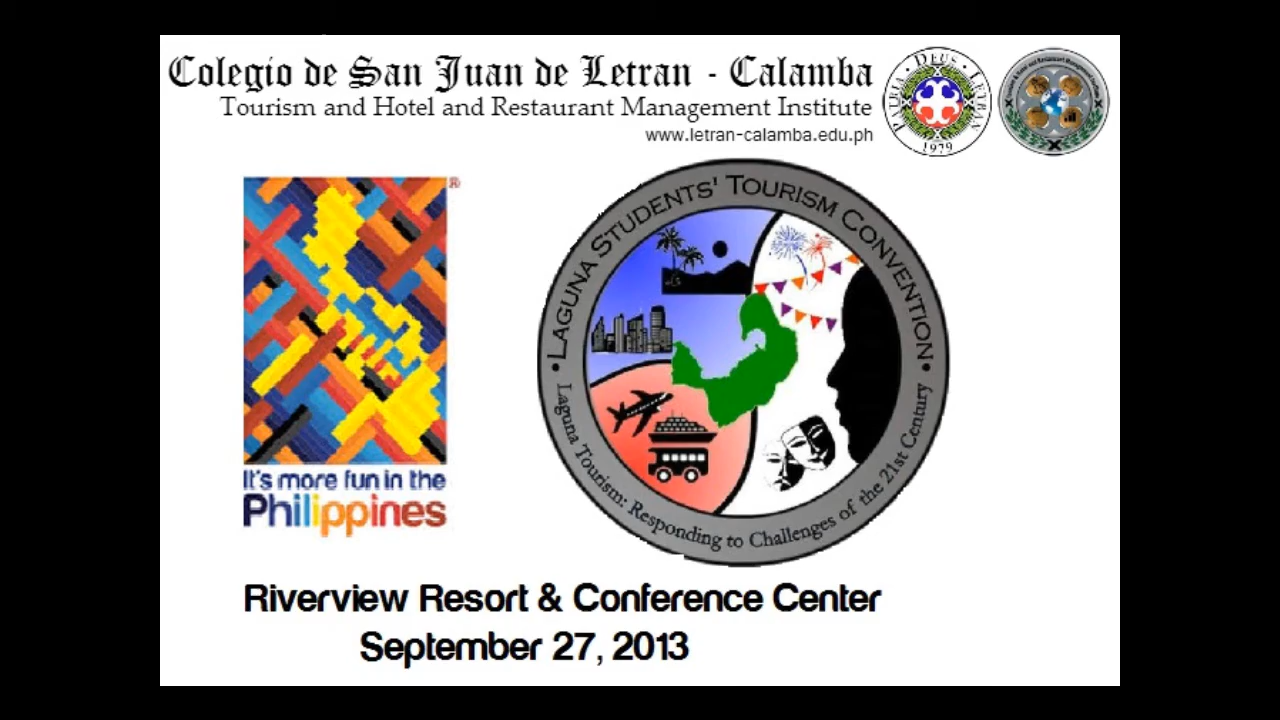 Colegio de San Juan de Letran - Calamba
Tourism and Hotel and Restaurant Management Institute
www.letran-calamba.edu.ph
PATRIA · DEUS · LETRAN
1979
®
It's more fun in the
Philippines
• LAGUNA STUDENTS' TOURISM CONVENTION •
Laguna Tourism: Responding to Challenges of the 21st Century
Riverview Resort & Conference Center
September 27, 2013